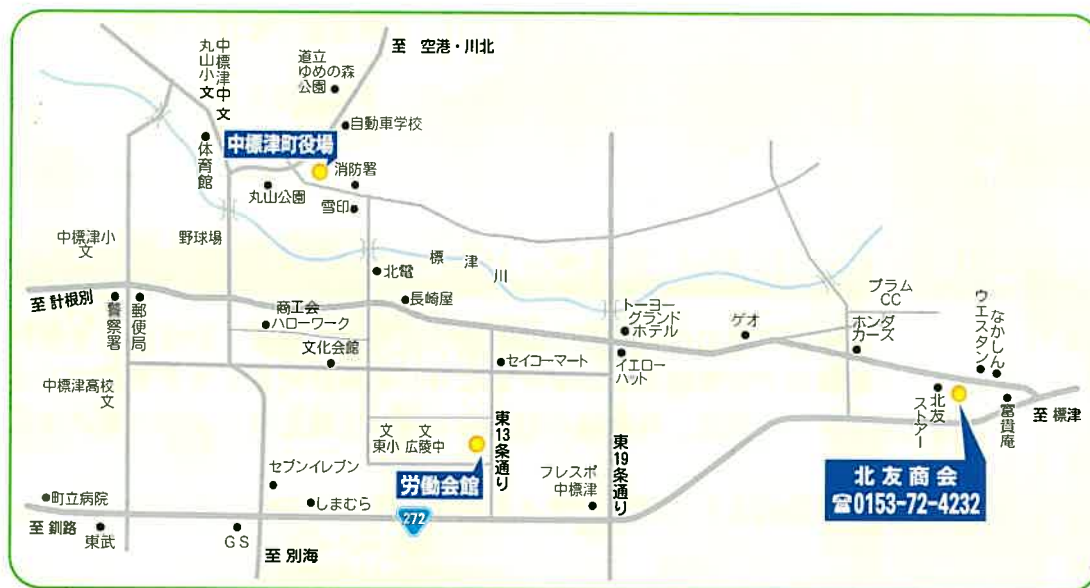 至 空港・川北
中標津中 文
丸山小 文
道立
ゆめの森
公園
自動車学校
体育館
中標津町役場
消防署
丸山公園
雪印
中標津小
文
野球場
北電
標津川
至 計根別
警察署
郵便局
商工会
ハローワーク
長崎屋
文化会館
セイコーマート
トーヨー
グランド
ホテル
イエロー
ハット
ゲオ
プラム
CC
ホンダ
カーズ
ウエスタン
なかしん
中標津高校
文
文 文
東小 広陵中
東13条通り
東19条通り
北友
ストアー
富貴庵
至 標津
労働会館
セブンイレブン
しまむら
フレスポ
中標津
北友商会
☎0153-72-4232
町立病院
至 釧路
東武
GS
至 別海
272